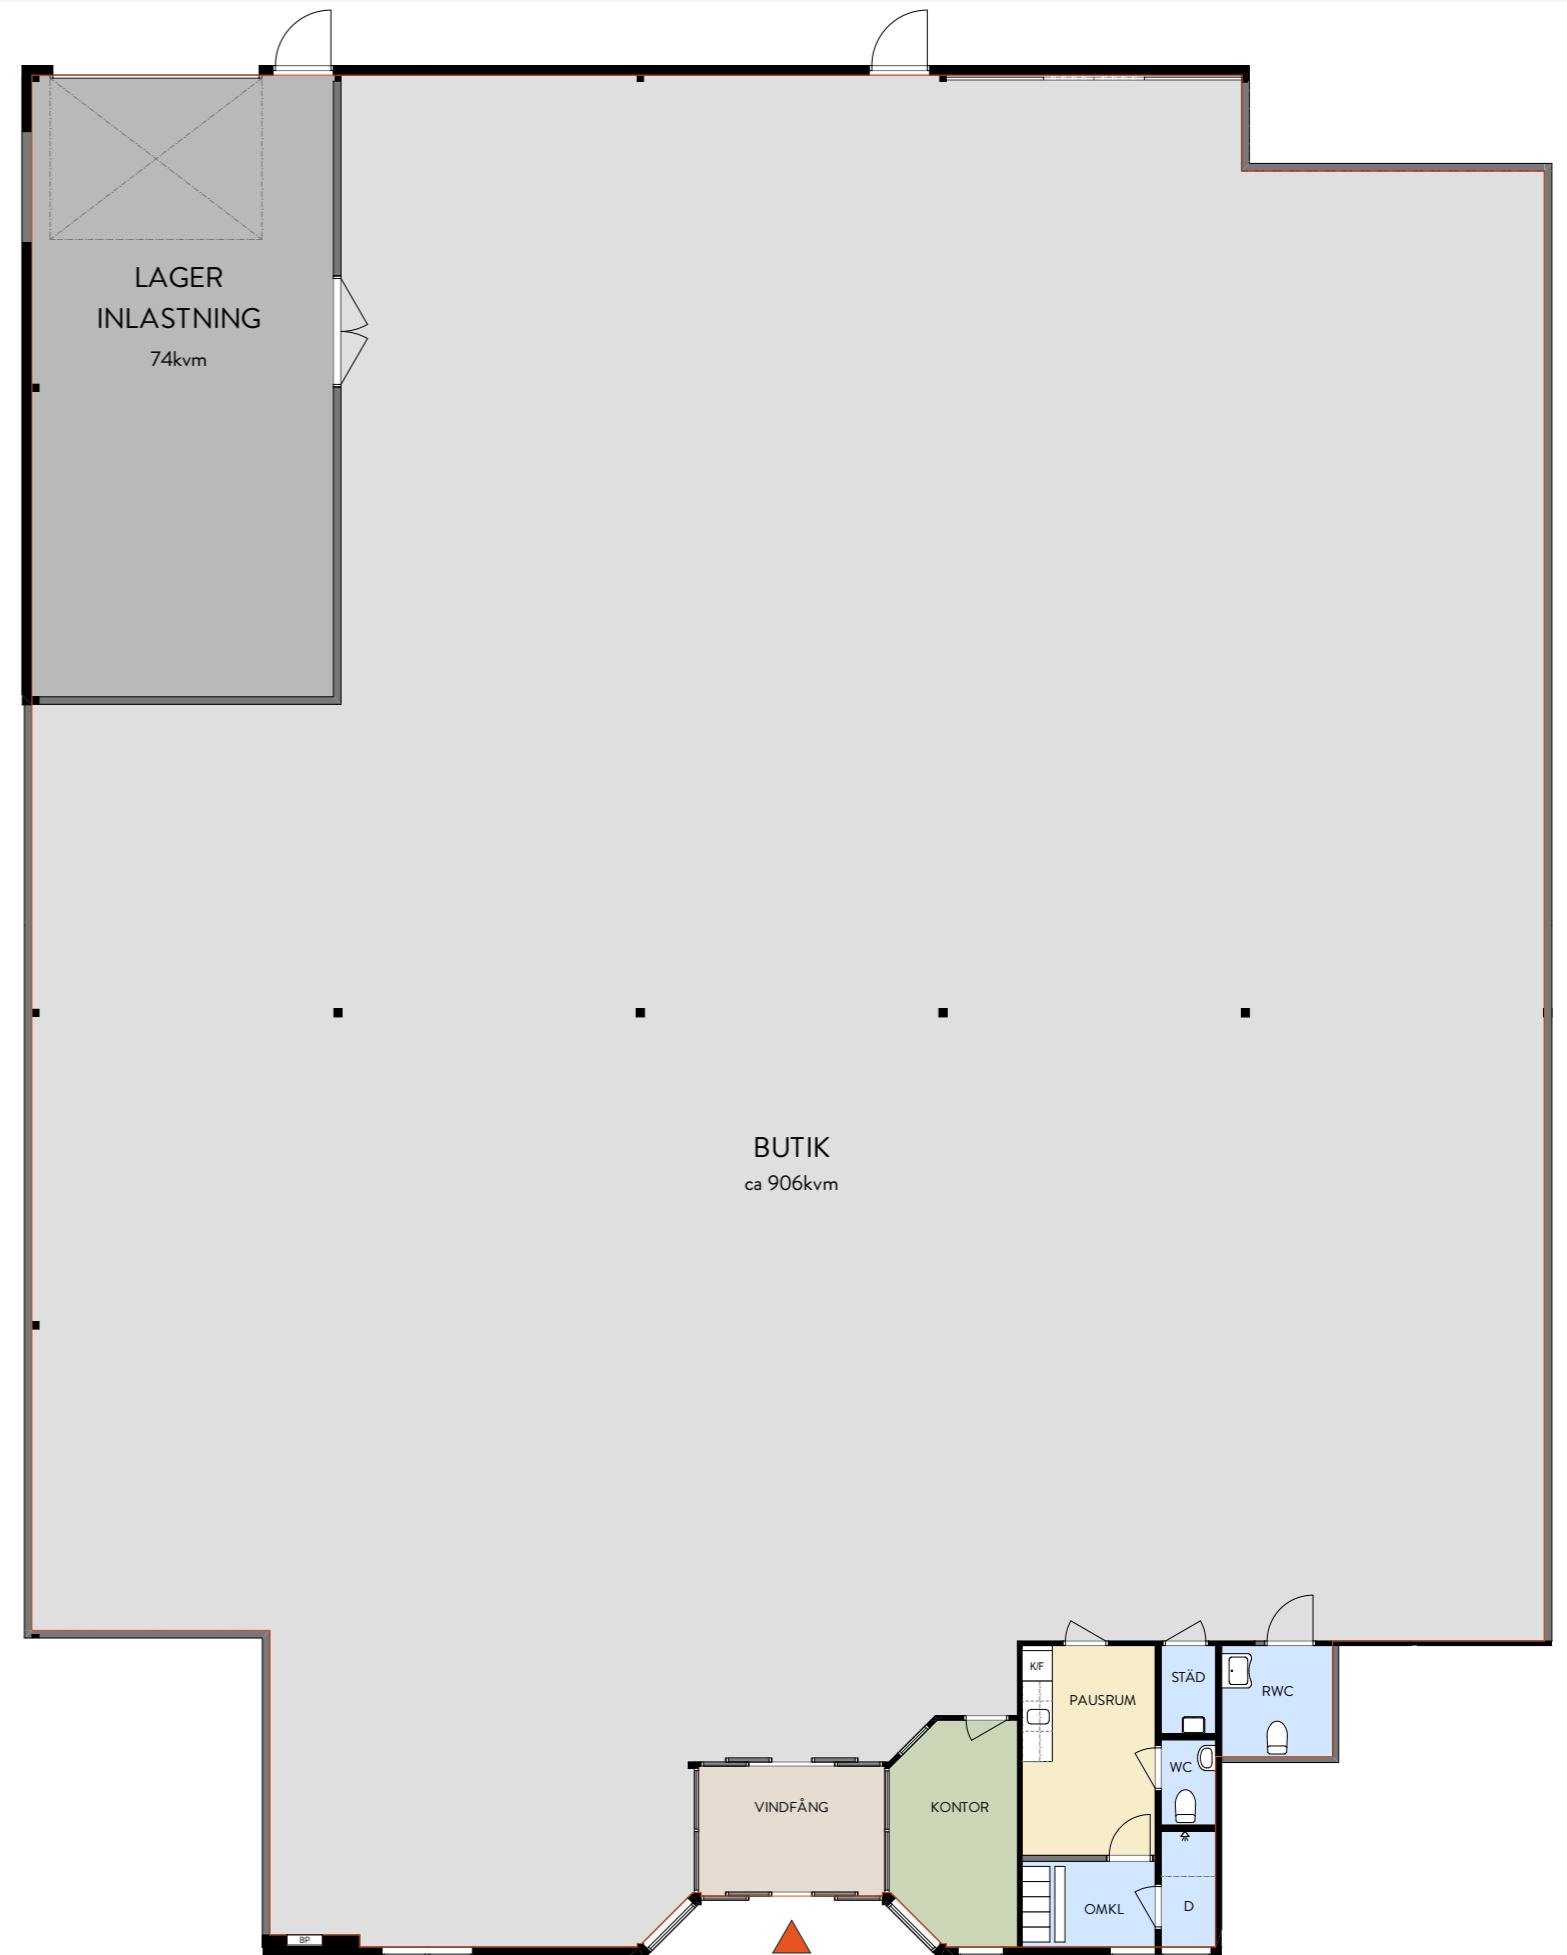 LAGER
INLASTNING
74kvm
BUTIK
ca 906kvm
K/F
PAUSRUM
STÄD
RWC
WC
VINDFÅNG
KONTOR
OMKL
D
BP